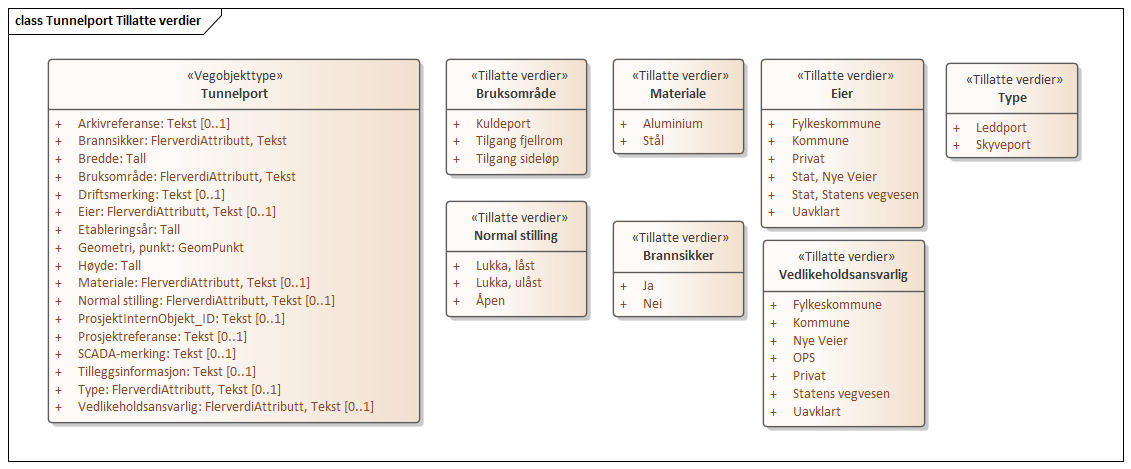 class Tunnelport Tillatte verdier
«Vegobjekttype»
Tunnelport
+ Arkivreferanse: Tekst [0..1]
+ Brannsikker: FlerverdiAttributt, Tekst
+ Bredde: Tall
+ Bruksområde: FlerverdiAttributt, Tekst
+ Driftsmerking: Tekst [0..1]
+ Eier: FlerverdiAttributt, Tekst [0..1]
+ Etableringsår: Tall
+ Geometri, punkt: GeomPunkt
+ Høyde: Tall
+ Materiale: FlerverdiAttributt, Tekst [0..1]
+ Normal stilling: FlerverdiAttributt, Tekst [0..1]
+ ProsjektInternObjekt_ID: Tekst [0..1]
+ Prosjektreferanse: Tekst [0..1]
+ SCADA-merking: Tekst [0..1]
+ Tilleggsinformasjon: Tekst [0..1]
+ Type: FlerverdiAttributt, Tekst [0..1]
+ Vedlikeholdsansvarlig: FlerverdiAttributt, Tekst [0..1]
«Tillatte verdier»
Bruksområde
+ Kuldeport
+ Tilgang fjellrom
+ Tilgang sideløp
«Tillatte verdier»
Normal stilling
+ Lukka, låst
+ Lukka, ulåst
+ Åpen
«Tillatte verdier»
Materiale
+ Aluminium
+ Stål
«Tillatte verdier»
Brannsikker
+ Ja
+ Nei
«Tillatte verdier»
Eier
+ Fylkeskommune
+ Kommune
+ Privat
+ Stat, Nye Veier
+ Stat, Statens vegvesen
+ Uavklart
«Tillatte verdier»
Vedlikeholdsansvarlig
+ Fylkeskommune
+ Kommune
+ Nye Veier
+ OPS
+ Privat
+ Statens vegvesen
+ Uavklart
«Tillatte verdier»
Type
+ Leddport
+ Skyveport